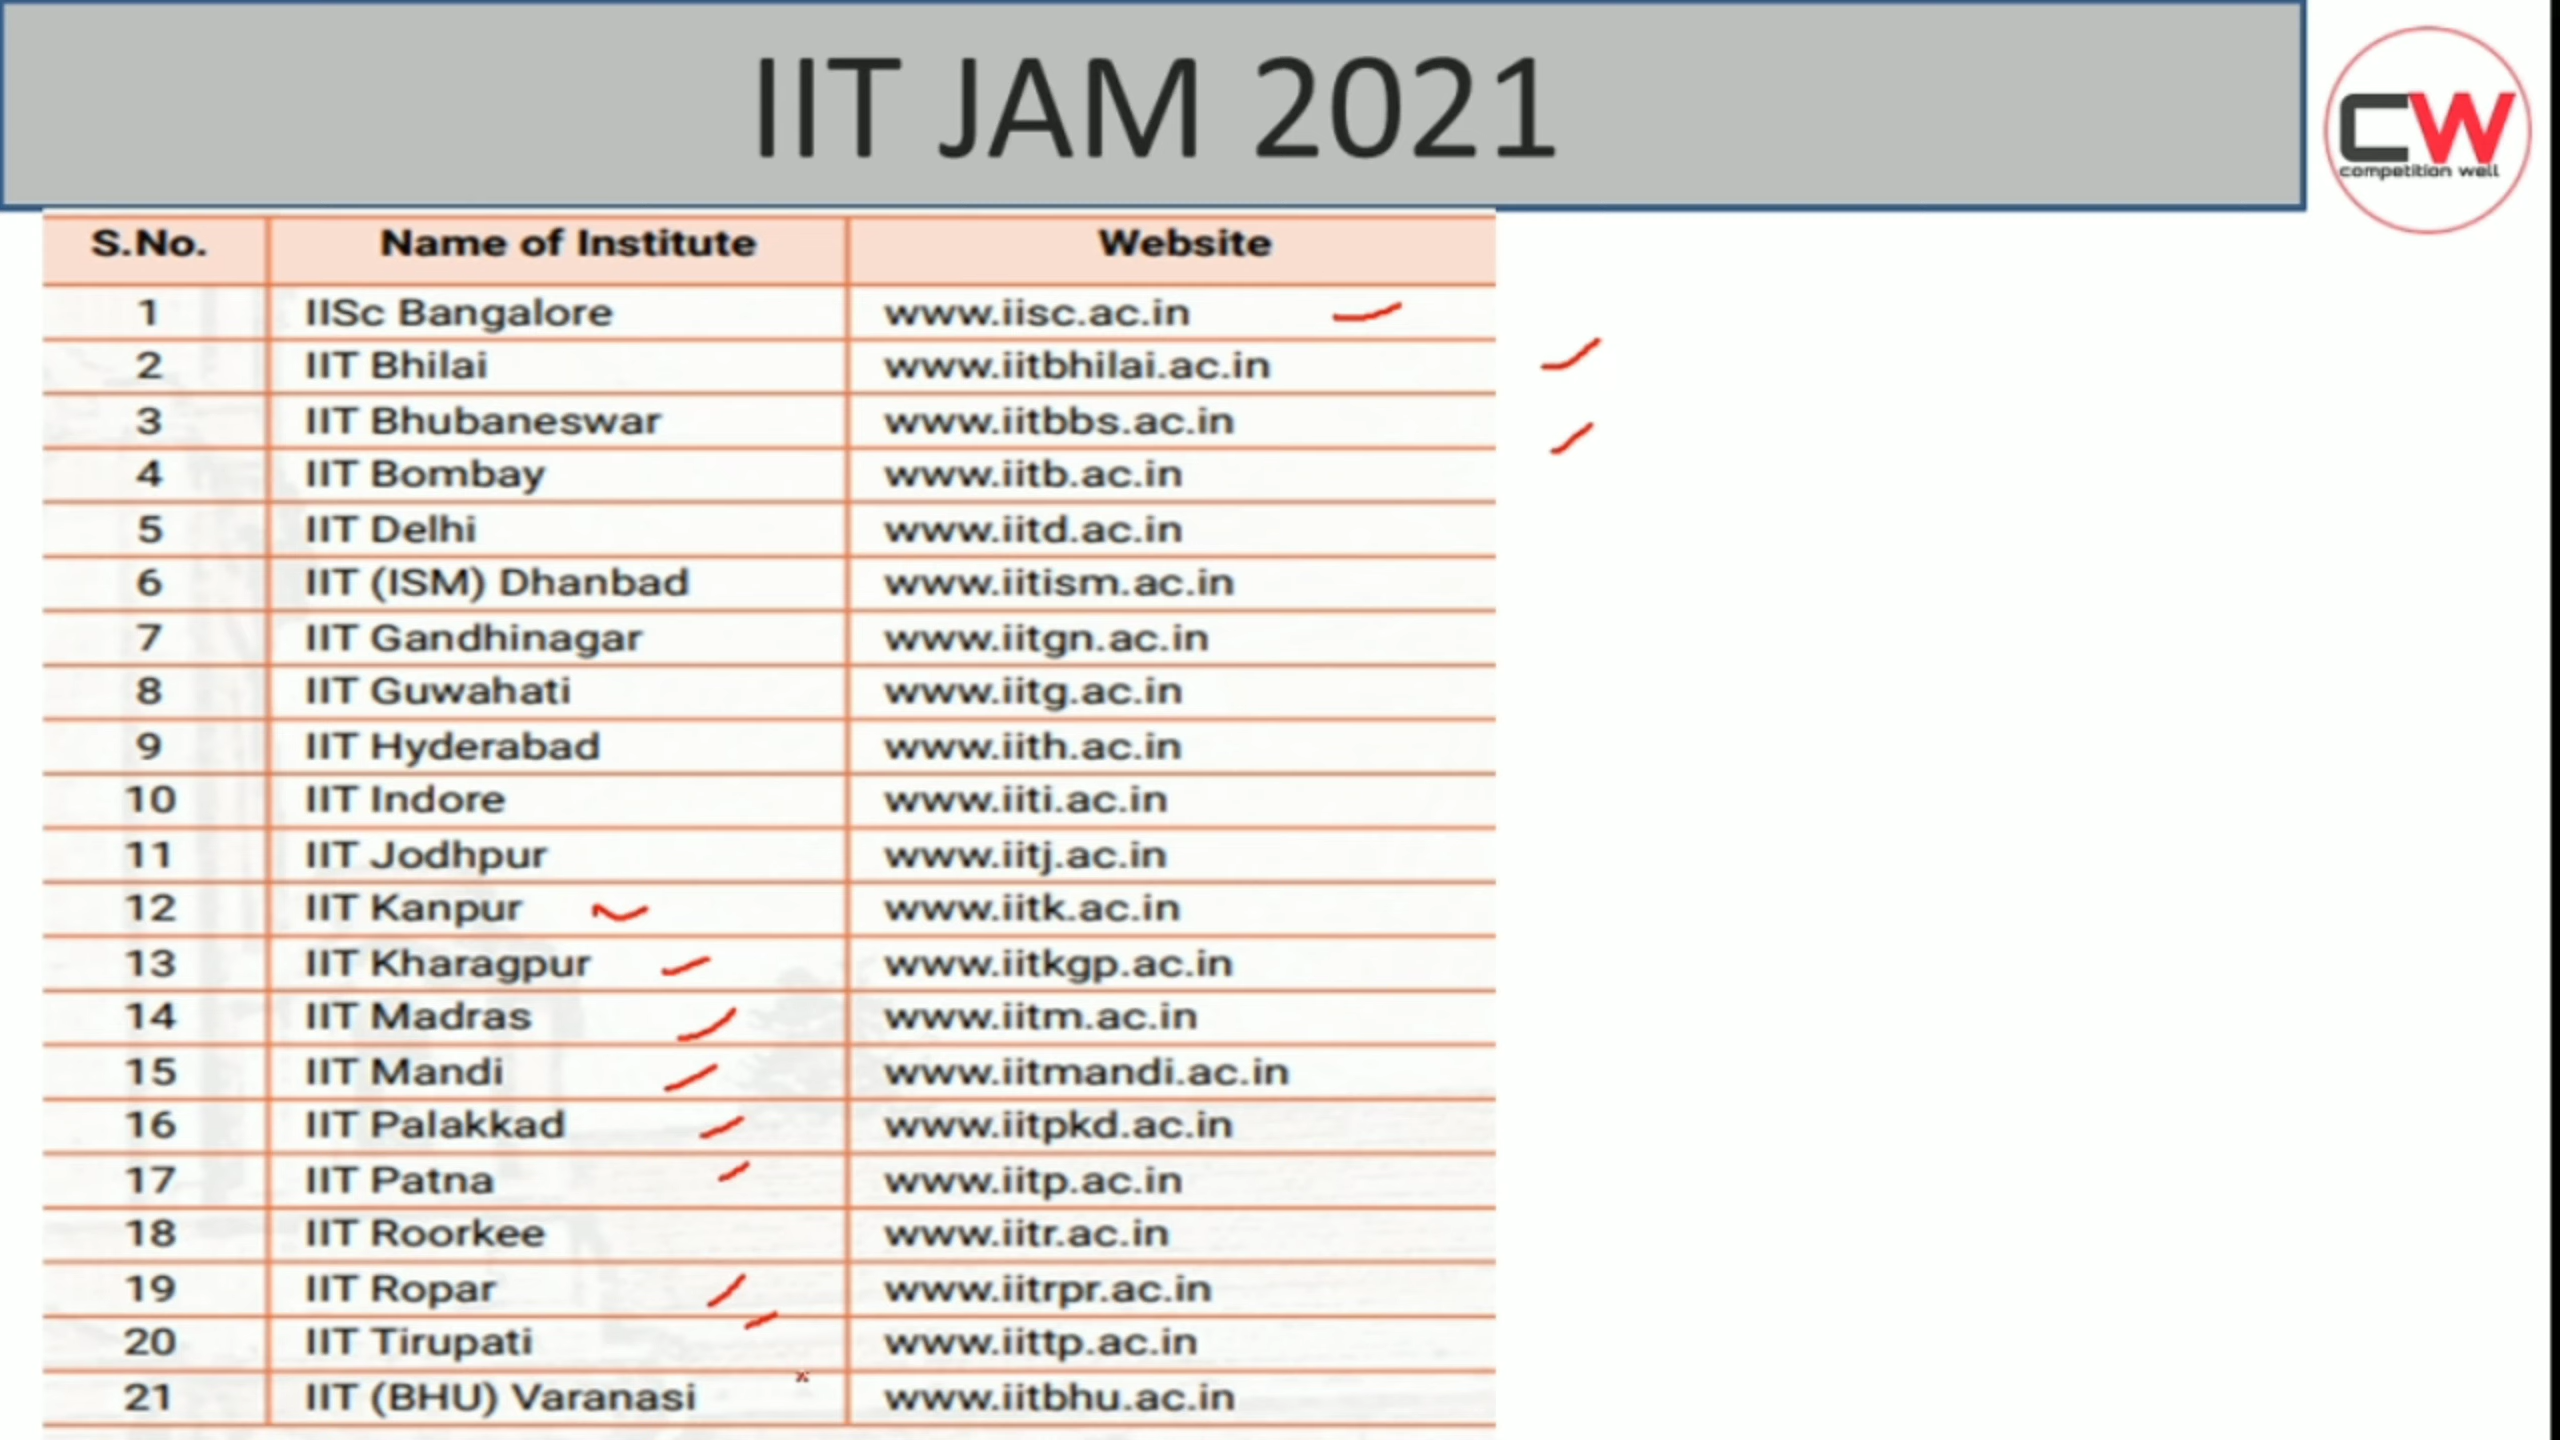 IIT JAM 2021
CW
competition well
S.No. Name of Institute Website
1 IISc Bangalore www.iisc.ac.in
2 IIT Bhilai www.iitbhilai.ac.in
3 IIT Bhubaneswar www.iitbbs.ac.in
4 IIT Bombay www.iitb.ac.in
5 IIT Delhi www.iitd.ac.in
6 IIT (ISM) Dhanbad www.iitism.ac.in
7 IIT Gandhinagar www.iitgn.ac.in
8 IIT Guwahati www.iitg.ac.in
9 IIT Hyderabad www.iith.ac.in
10 IIT Indore www.iiti.ac.in
11 IIT Jodhpur www.iitj.ac.in
12 IIT Kanpur www.iitk.ac.in
13 IIT Kharagpur www.iitkgp.ac.in
14 IIT Madras www.iitm.ac.in
15 IIT Mandi www.iitmandi.ac.in
16 IIT Palakkad www.iitpkd.ac.in
17 IIT Patna www.iitp.ac.in
18 IIT Roorkee www.iitr.ac.in
19 IIT Ropar www.iitrpr.ac.in
20 IIT Tirupati www.iittp.ac.in
21 IIT (BHU) Varanasi www.iitbhu.ac.in